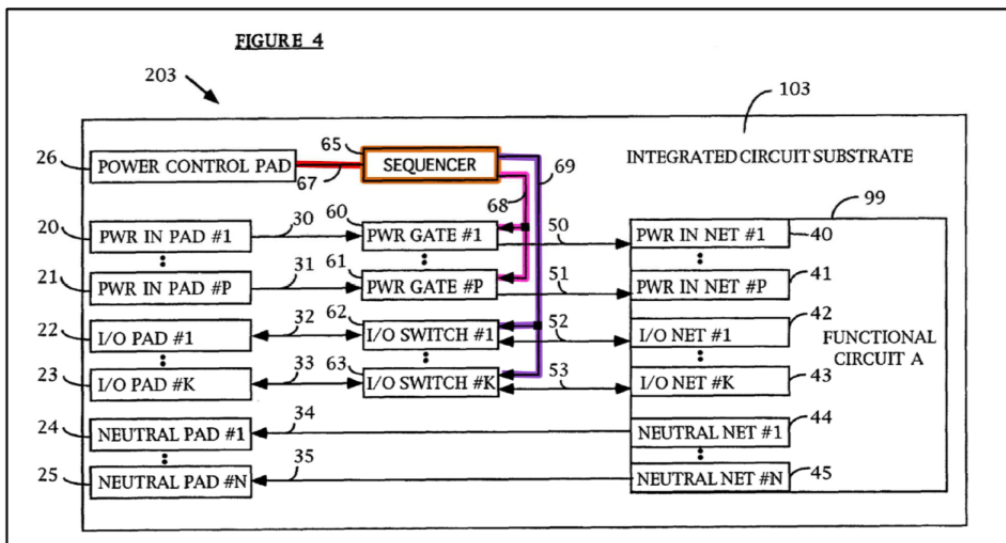 FIGURE 4
203
103
65
26 POWER CONTROL PAD
SEQUENCER
INTEGRATED CIRCUIT SUBSTRATE
67
69
68
99
20 PWR IN PAD #1 30 60 PWR GATE #1 50 PWR IN NET #1 40
21 PWR IN PAD #P 31 61 PWR GATE #P 51 PWR IN NET #P 41
22 I/O PAD #1 32 62 I/O SWITCH #1 52 I/O NET #1 42
FUNCTIONAL CIRCUIT A
23 I/O PAD #K 33 63 I/O SWITCH #K 53 I/O NET #K 43
24 NEUTRAL PAD #1 34 NEUTRAL NET #1 44
25 NEUTRAL PAD #N 35 NEUTRAL NET #N 45